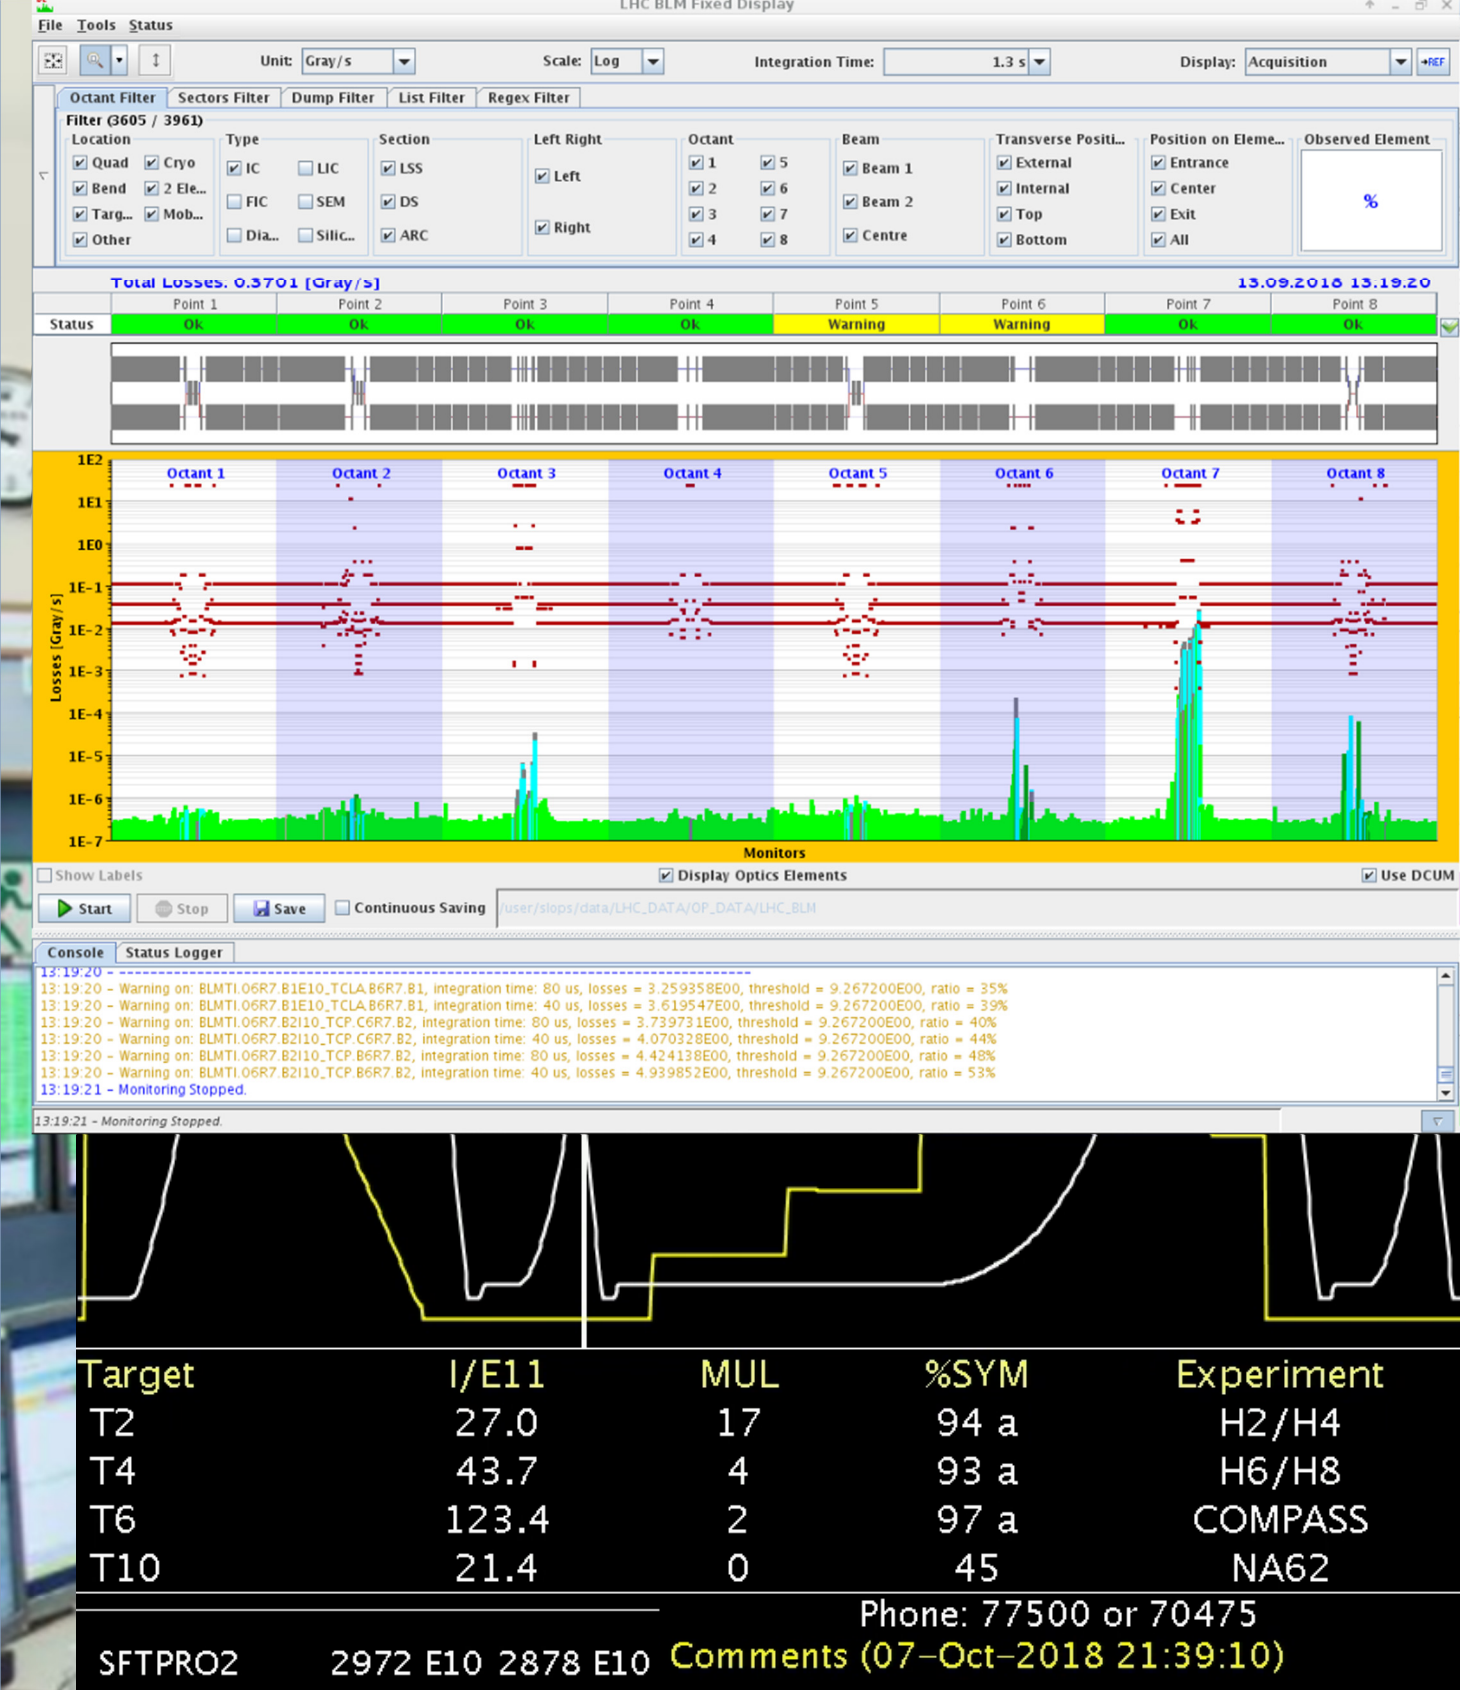 LHC BLM Fixed Display
File Tools Status
Unit: Gray/s Scale: Log Integration Time: 1.3 s Display: Acquisition →REF
Octant Filter Sectors Filter Dump Filter List Filter Regex Filter
Filter (3605 / 3961)
Location Type Section Left Right Octant Beam Transverse Positi... Position on Eleme... Observed Element
Quad Cryo IC LIC LSS Left 1 5 Beam 1 External Entrance
Bend 2 Ele... FIC SEM DS 2 6 Beam 2 Internal Center %
Targ... Mob... Right 3 7 Top Exit
Other Dia... Silic... ARC 4 8 Centre Bottom All
Total Losses: 0.3701 [Gray/s] 13.09.2018 13.19.20
Point 1 Point 2 Point 3 Point 4 Point 5 Point 6 Point 7 Point 8
Status Ok Ok Ok Ok Warning Warning Ok Ok
Octant 1 Octant 2 Octant 3 Octant 4 Octant 5 Octant 6 Octant 7 Octant 8
1E2
1E1
1E0
1E-1
1E-2
1E-3
1E-4
1E-5
1E-6
1E-7
Losses [Gray/s]
Monitors
Show Labels Display Optics Elements Use DCUM
Start Stop Save Continuous Saving /user/slops/data/LHC_DATA/OP_DATA/LHC_BLM
Console Status Logger
13:19:20 - --------------------------------------------------------------------------------
13:19:20 - Warning on: BLMTI.06R7.B1E10_TCLA.B6R7.B1, integration time: 80 us, losses = 3.259358E00, threshold = 9.267200E00, ratio = 35%
13:19:20 - Warning on: BLMTI.06R7.B1E10_TCLA.B6R7.B1, integration time: 40 us, losses = 3.619547E00, threshold = 9.267200E00, ratio = 39%
13:19:20 - Warning on: BLMTI.06R7.B2I10_TCP.C6R7.B2, integration time: 80 us, losses = 3.739731E00, threshold = 9.267200E00, ratio = 40%
13:19:20 - Warning on: BLMTI.06R7.B2I10_TCP.C6R7.B2, integration time: 40 us, losses = 4.070328E00, threshold = 9.267200E00, ratio = 44%
13:19:20 - Warning on: BLMTI.06R7.B2I10_TCP.B6R7.B2, integration time: 80 us, losses = 4.424138E00, threshold = 9.267200E00, ratio = 48%
13:19:20 - Warning on: BLMTI.06R7.B2I10_TCP.B6R7.B2, integration time: 40 us, losses = 4.939852E00, threshold = 9.267200E00, ratio = 53%
13:19:21 - Monitoring Stopped.
13:19:21 - Monitoring Stopped.
Target I/E11 MUL %SYM Experiment
T2 27.0 17 94 a H2/H4
T4 43.7 4 93 a H6/H8
T6 123.4 2 97 a COMPASS
T10 21.4 0 45 NA62
Phone: 77500 or 70475
SFTPRO2 2972 E10 2878 E10 Comments (07-Oct-2018 21:39:10)